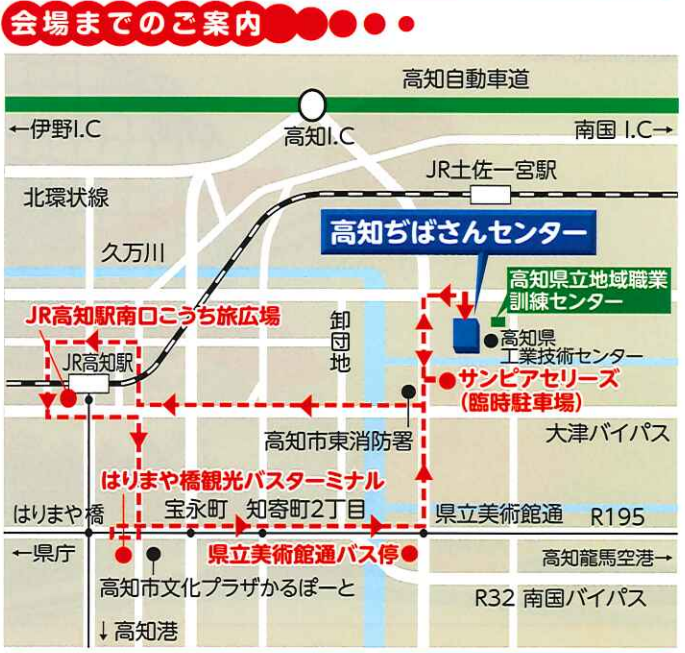 会場までのご案内
高知自動車道
←伊野I.C
高知I.C
南国 I.C→
JR土佐一宮駅
北環状線
高知ぢばさんセンター
久万川
高知県立地域職業
訓練センター
JR高知駅南口こうち旅広場
卸団地
高知県
工業技術センター
JR高知駅
サンピアセリーズ
(臨時駐車場)
高知市東消防署
大津バイパス
はりまや橋観光バスターミナル
はりまや橋
宝永町
知寄町2丁目
県立美術館通
R195
←県庁
県立美術館通バス停
高知龍馬空港→
高知市文化プラザかるぽーと
R32 南国バイパス
↓高知港